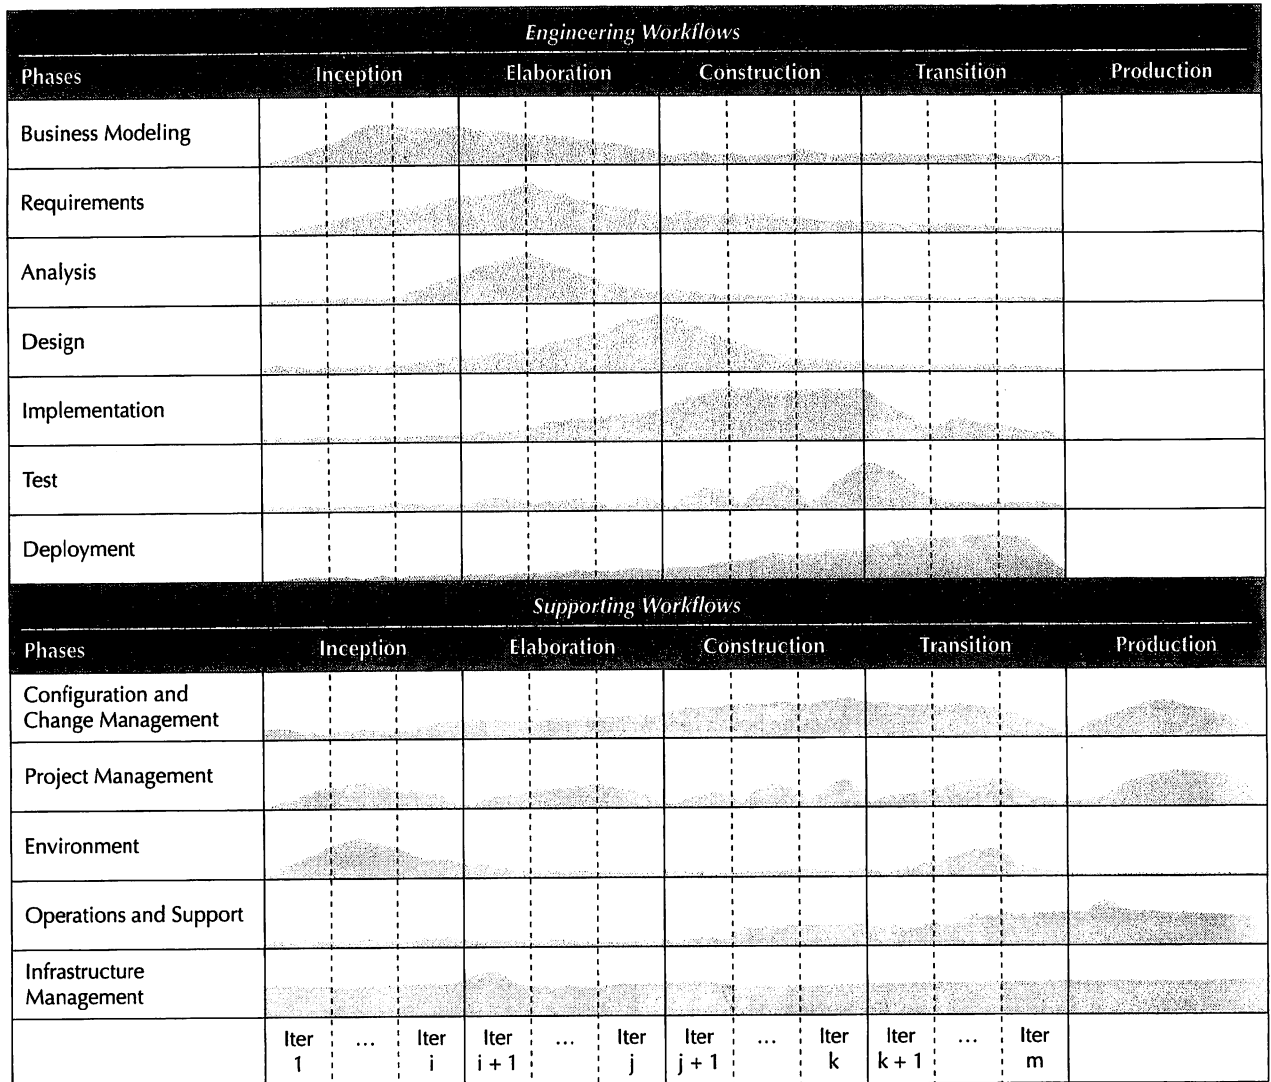 Engineering Workflows
Phases Inception Elaboration Construction Transition Production
Business Modeling
Requirements
Analysis
Design
Implementation
Test
Deployment
Supporting Workflows
Phases Inception Elaboration Construction Transition Production
Configuration and
Change Management
Project Management
Environment
Operations and Support
Infrastructure
Management
Iter ... Iter Iter ... Iter Iter ... Iter Iter ... Iter
1 i i + 1 j j + 1 k k + 1 m